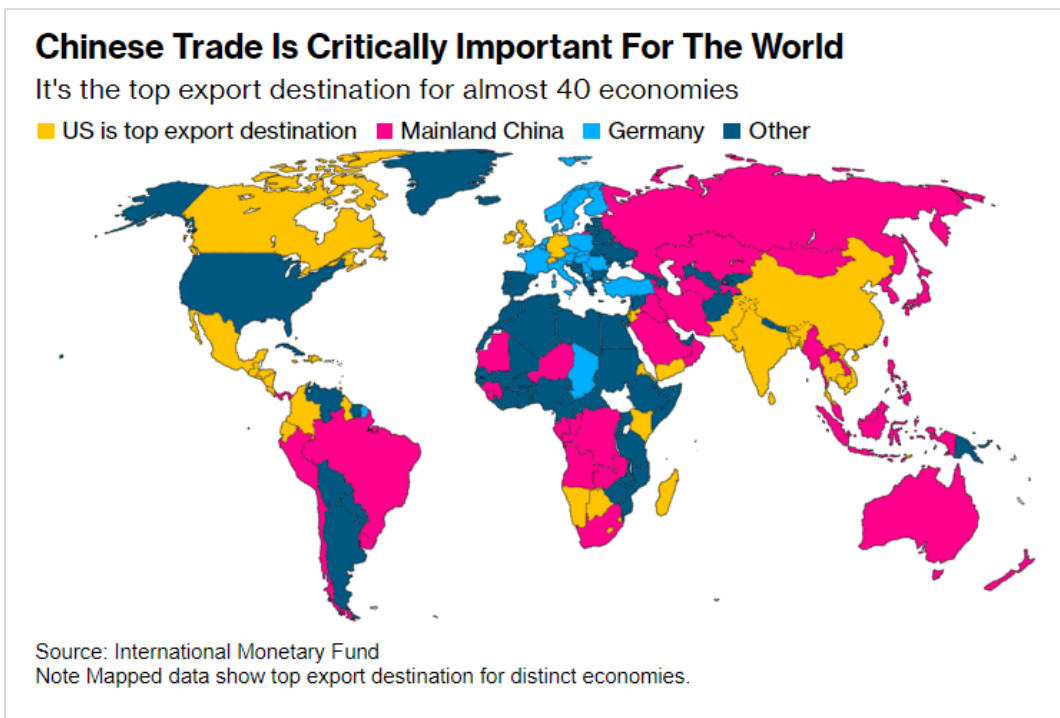 Chinese Trade Is Critically Important For The World
It's the top export destination for almost 40 economies
US is top export destination Mainland China Germany Other
Source: International Monetary Fund
Note Mapped data show top export destination for distinct economies.